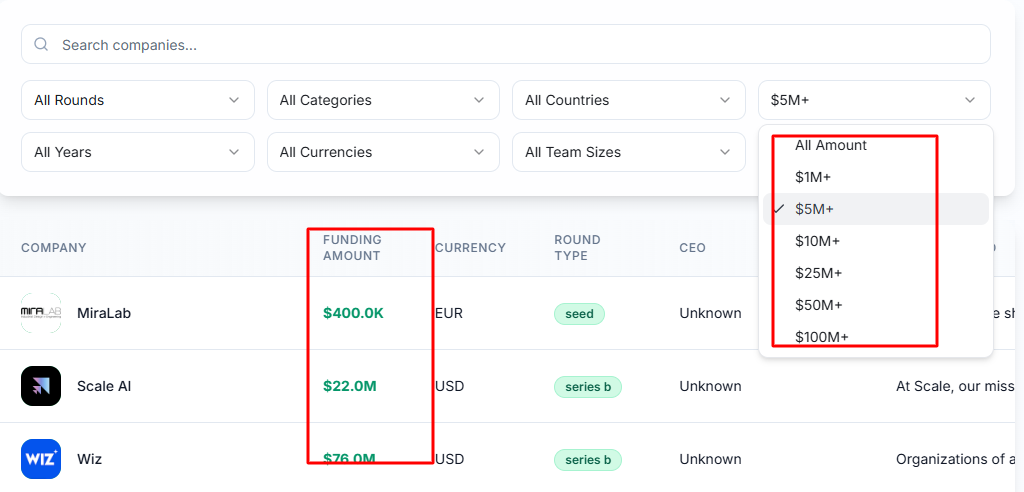 Search companies...
All Rounds
All Categories
All Countries
$5M+
All Years
All Currencies
All Team Sizes
All Amount
$1M+
$5M+
$10M+
$25M+
$50M+
$100M+
COMPANY
FUNDING
AMOUNT
CURRENCY
ROUND
TYPE
CEO
MIRALAB
MiraLab
$400.0K
EUR
seed
Unknown
e sh
Scale AI
$22.0M
USD
series b
Unknown
At Scale, our miss
WIZ
Wiz
$76.0M
USD
series b
Unknown
Organizations of a